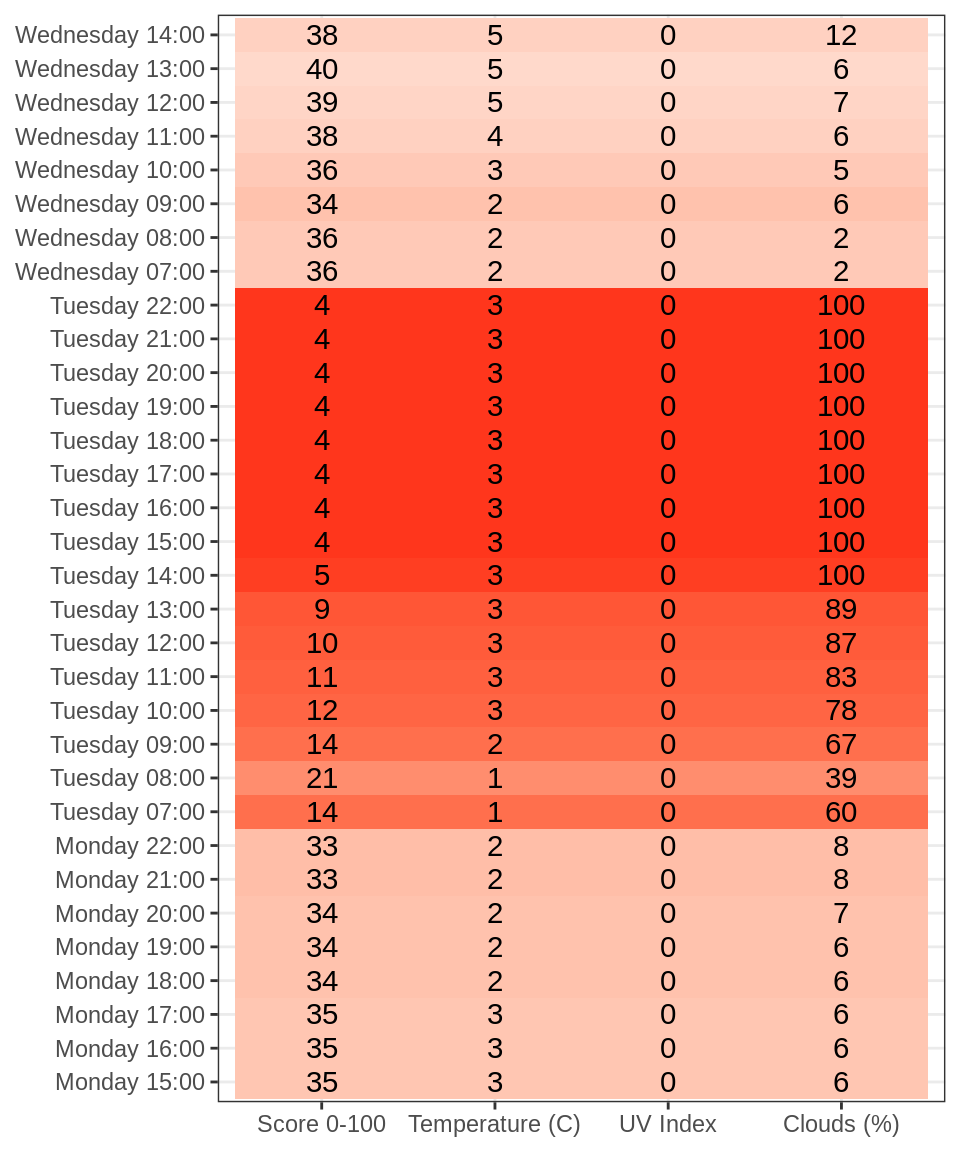 Wednesday 14:00 38 5 0 12
Wednesday 13:00 40 5 0 6
Wednesday 12:00 39 5 0 7
Wednesday 11:00 38 4 0 6
Wednesday 10:00 36 3 0 5
Wednesday 09:00 34 2 0 6
Wednesday 08:00 36 2 0 2
Wednesday 07:00 36 2 0 2
Tuesday 22:00 4 3 0 100
Tuesday 21:00 4 3 0 100
Tuesday 20:00 4 3 0 100
Tuesday 19:00 4 3 0 100
Tuesday 18:00 4 3 0 100
Tuesday 17:00 4 3 0 100
Tuesday 16:00 4 3 0 100
Tuesday 15:00 4 3 0 100
Tuesday 14:00 5 3 0 100
Tuesday 13:00 9 3 0 89
Tuesday 12:00 10 3 0 87
Tuesday 11:00 11 3 0 83
Tuesday 10:00 12 3 0 78
Tuesday 09:00 14 2 0 67
Tuesday 08:00 21 1 0 39
Tuesday 07:00 14 1 0 60
Monday 22:00 33 2 0 8
Monday 21:00 33 2 0 8
Monday 20:00 34 2 0 7
Monday 19:00 34 2 0 6
Monday 18:00 34 2 0 6
Monday 17:00 35 3 0 6
Monday 16:00 35 3 0 6
Monday 15:00 35 3 0 6
Score 0-100 Temperature (C) UV Index Clouds (%)